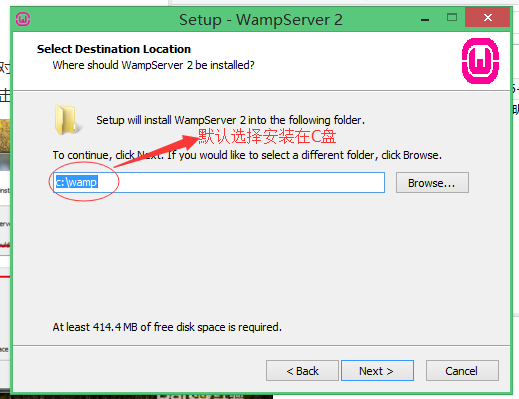 Setup - WampServer 2
Select Destination Location
Where should WampServer 2 be installed?
Setup will install WampServer 2 into the following folder.
默认选择安装在C盘
To continue, click Next. If you would like to select a different folder, click Browse.
c:\wamp
Browse...
At least 414.4 MB of free disk space is required.
< Back
Next >
Cancel